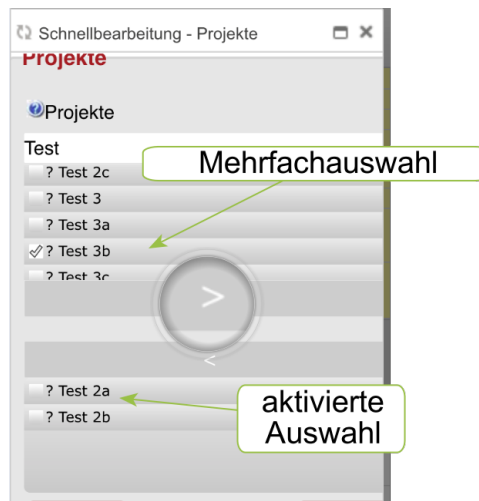 Schnellbearbeitung - Projekte
Projekte
Projekte
Test
Mehrfachauswahl
? Test 2c
? Test 3
? Test 3a
? Test 3b
? Test 3c
>
<
? Test 2a
? Test 2b
aktivierte
Auswahl